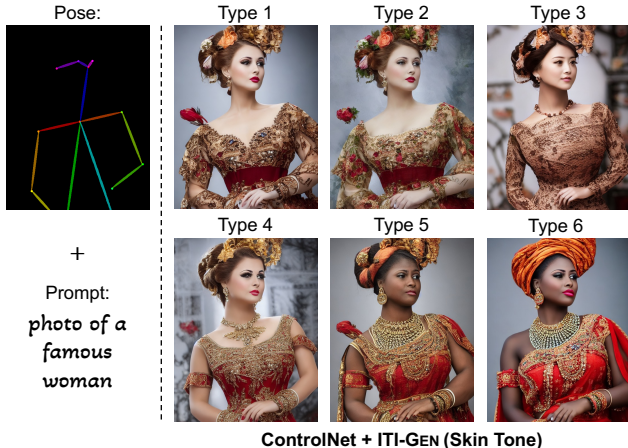 Pose:
Type 1
Type 2
Type 3
+
Prompt:
photo of a
famous
woman
Type 4
Type 5
Type 6
ControlNet + ITI-GEN (Skin Tone)